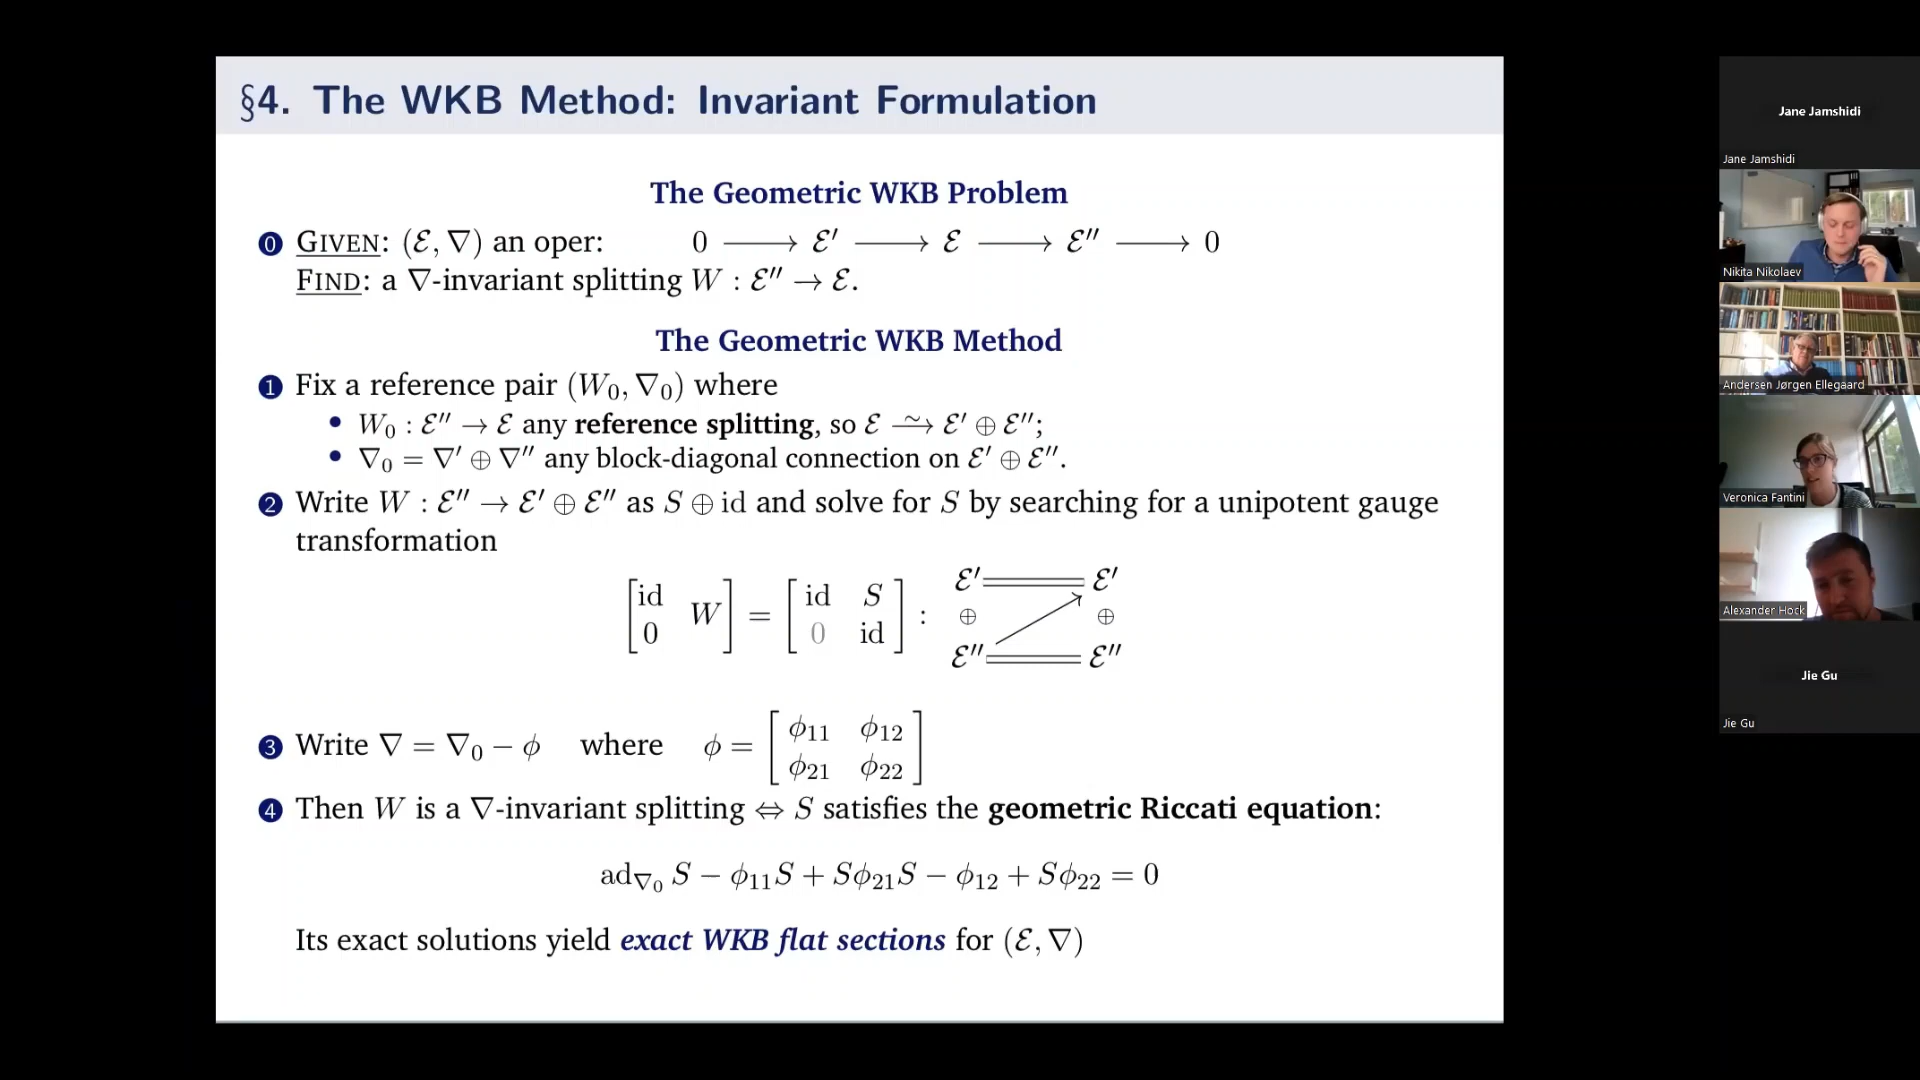 §4. The WKB Method: Invariant Formulation
The Geometric WKB Problem
0 GIVEN: (ℰ, ∇) an oper: 0 ⟶ ℰ′ ⟶ ℰ ⟶ ℰ″ ⟶ 0
FIND: a ∇-invariant splitting W : ℰ″ → ℰ.
The Geometric WKB Method
1 Fix a reference pair (W₀, ∇₀) where
• W₀ : ℰ″ → ℰ any reference splitting, so ℰ ⥲ ℰ′ ⊕ ℰ″;
• ∇₀ = ∇′ ⊕ ∇″ any block-diagonal connection on ℰ′ ⊕ ℰ″.
2 Write W : ℰ″ → ℰ′ ⊕ ℰ″ as S ⊕ id and solve for S by searching for a unipotent gauge
transformation
[id W] = [id S] : ℰ′ ═ ℰ′
[0] [0 id] ⊕ ⊕
ℰ″ ═ ℰ″
3 Write ∇ = ∇₀ − ϕ where ϕ = [ϕ₁₁ ϕ₁₂
ϕ₂₁ ϕ₂₂]
4 Then W is a ∇-invariant splitting ⇔ S satisfies the geometric Riccati equation:
ad_∇₀ S − ϕ₁₁S + Sϕ₂₁S − ϕ₁₂ + Sϕ₂₂ = 0
Its exact solutions yield exact WKB flat sections for (ℰ, ∇)
Jane Jamshidi
Jane Jamshidi
Nikita Nikolaev
Andersen Jørgen Ellegaard
Veronica Fantini
Alexander Hock
Jie Gu
Jie Gu